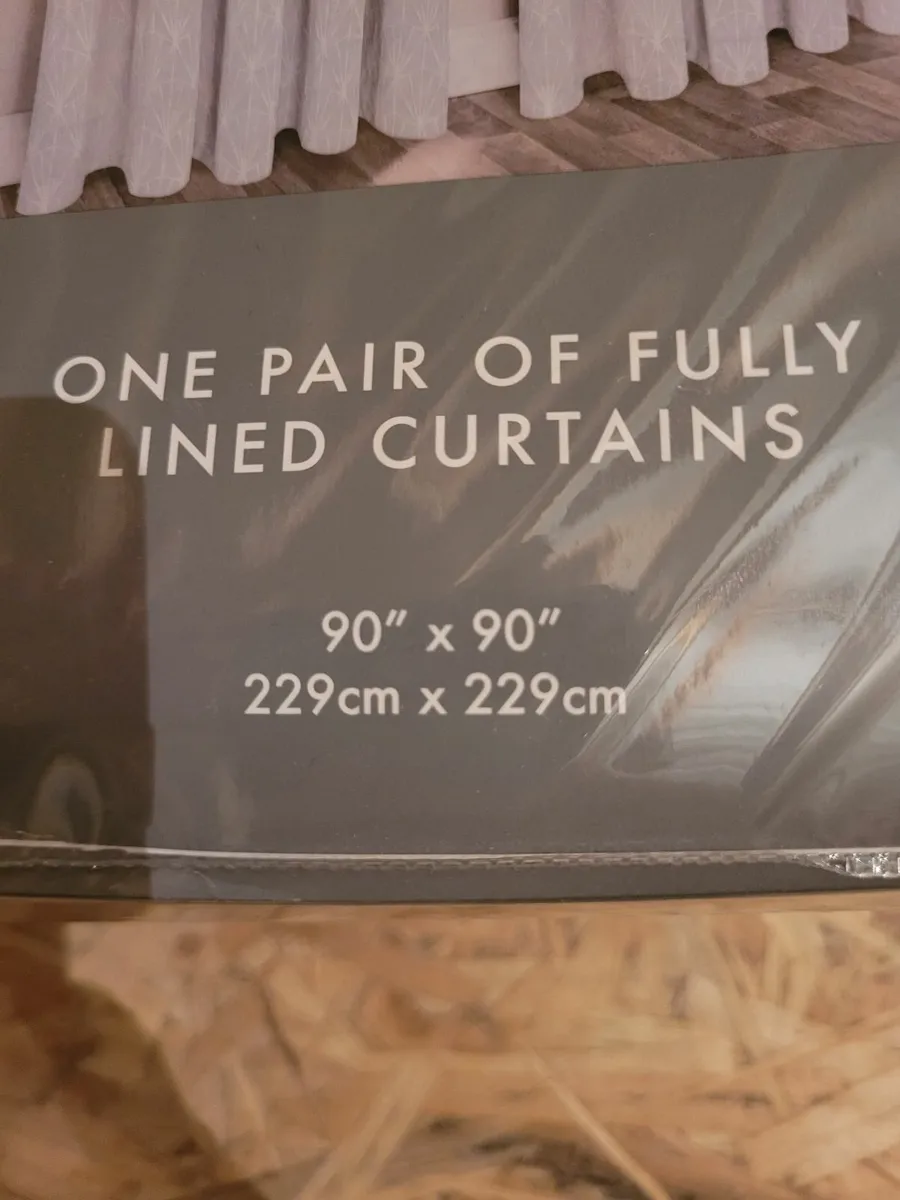 ONE PAIR OF FULLY
LINED CURTAINS
90” x 90”
229cm x 229cm